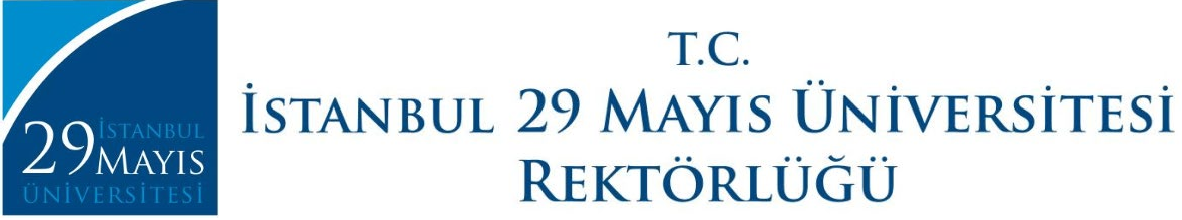 İSTANBUL
29 MAYIS
ÜNİVERSİTESİ
T.C.
İSTANBUL 29 MAYIS ÜNİVERSİTESİ
REKTÖRLÜĞÜ